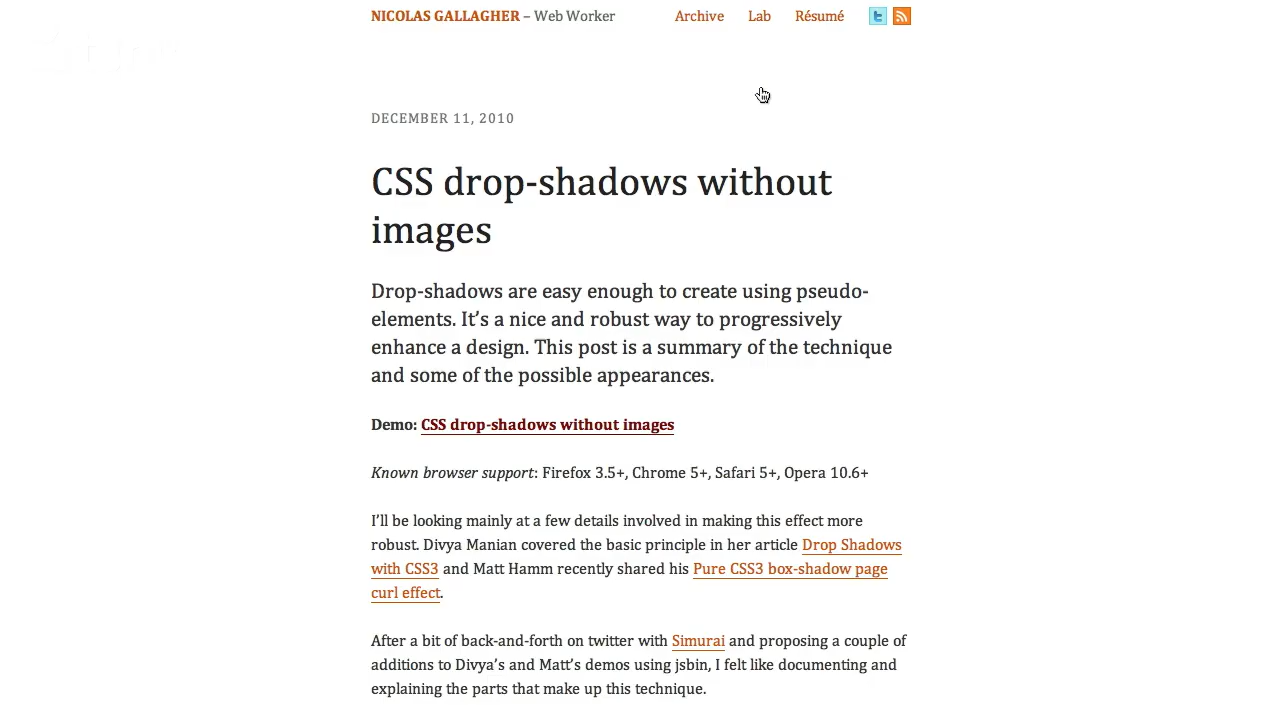 NICOLAS GALLAGHER – Web Worker Archive Lab Résumé
DECEMBER 11, 2010
CSS drop-shadows without
images
Drop-shadows are easy enough to create using pseudo-
elements. It’s a nice and robust way to progressively
enhance a design. This post is a summary of the technique
and some of the possible appearances.
Demo: CSS drop-shadows without images
Known browser support: Firefox 3.5+, Chrome 5+, Safari 5+, Opera 10.6+
I’ll be looking mainly at a few details involved in making this effect more
robust. Divya Manian covered the basic principle in her article Drop Shadows
with CSS3 and Matt Hamm recently shared his Pure CSS3 box-shadow page
curl effect.
After a bit of back-and-forth on twitter with Simurai and proposing a couple of
additions to Divya’s and Matt’s demos using jsbin, I felt like documenting and
explaining the parts that make up this technique.